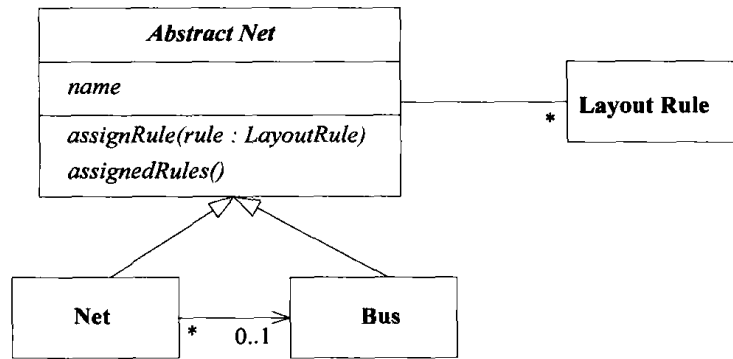 Abstract Net
name
assignRule(rule : LayoutRule)
assignedRules()
*
Layout Rule
Net
*
0..1
Bus